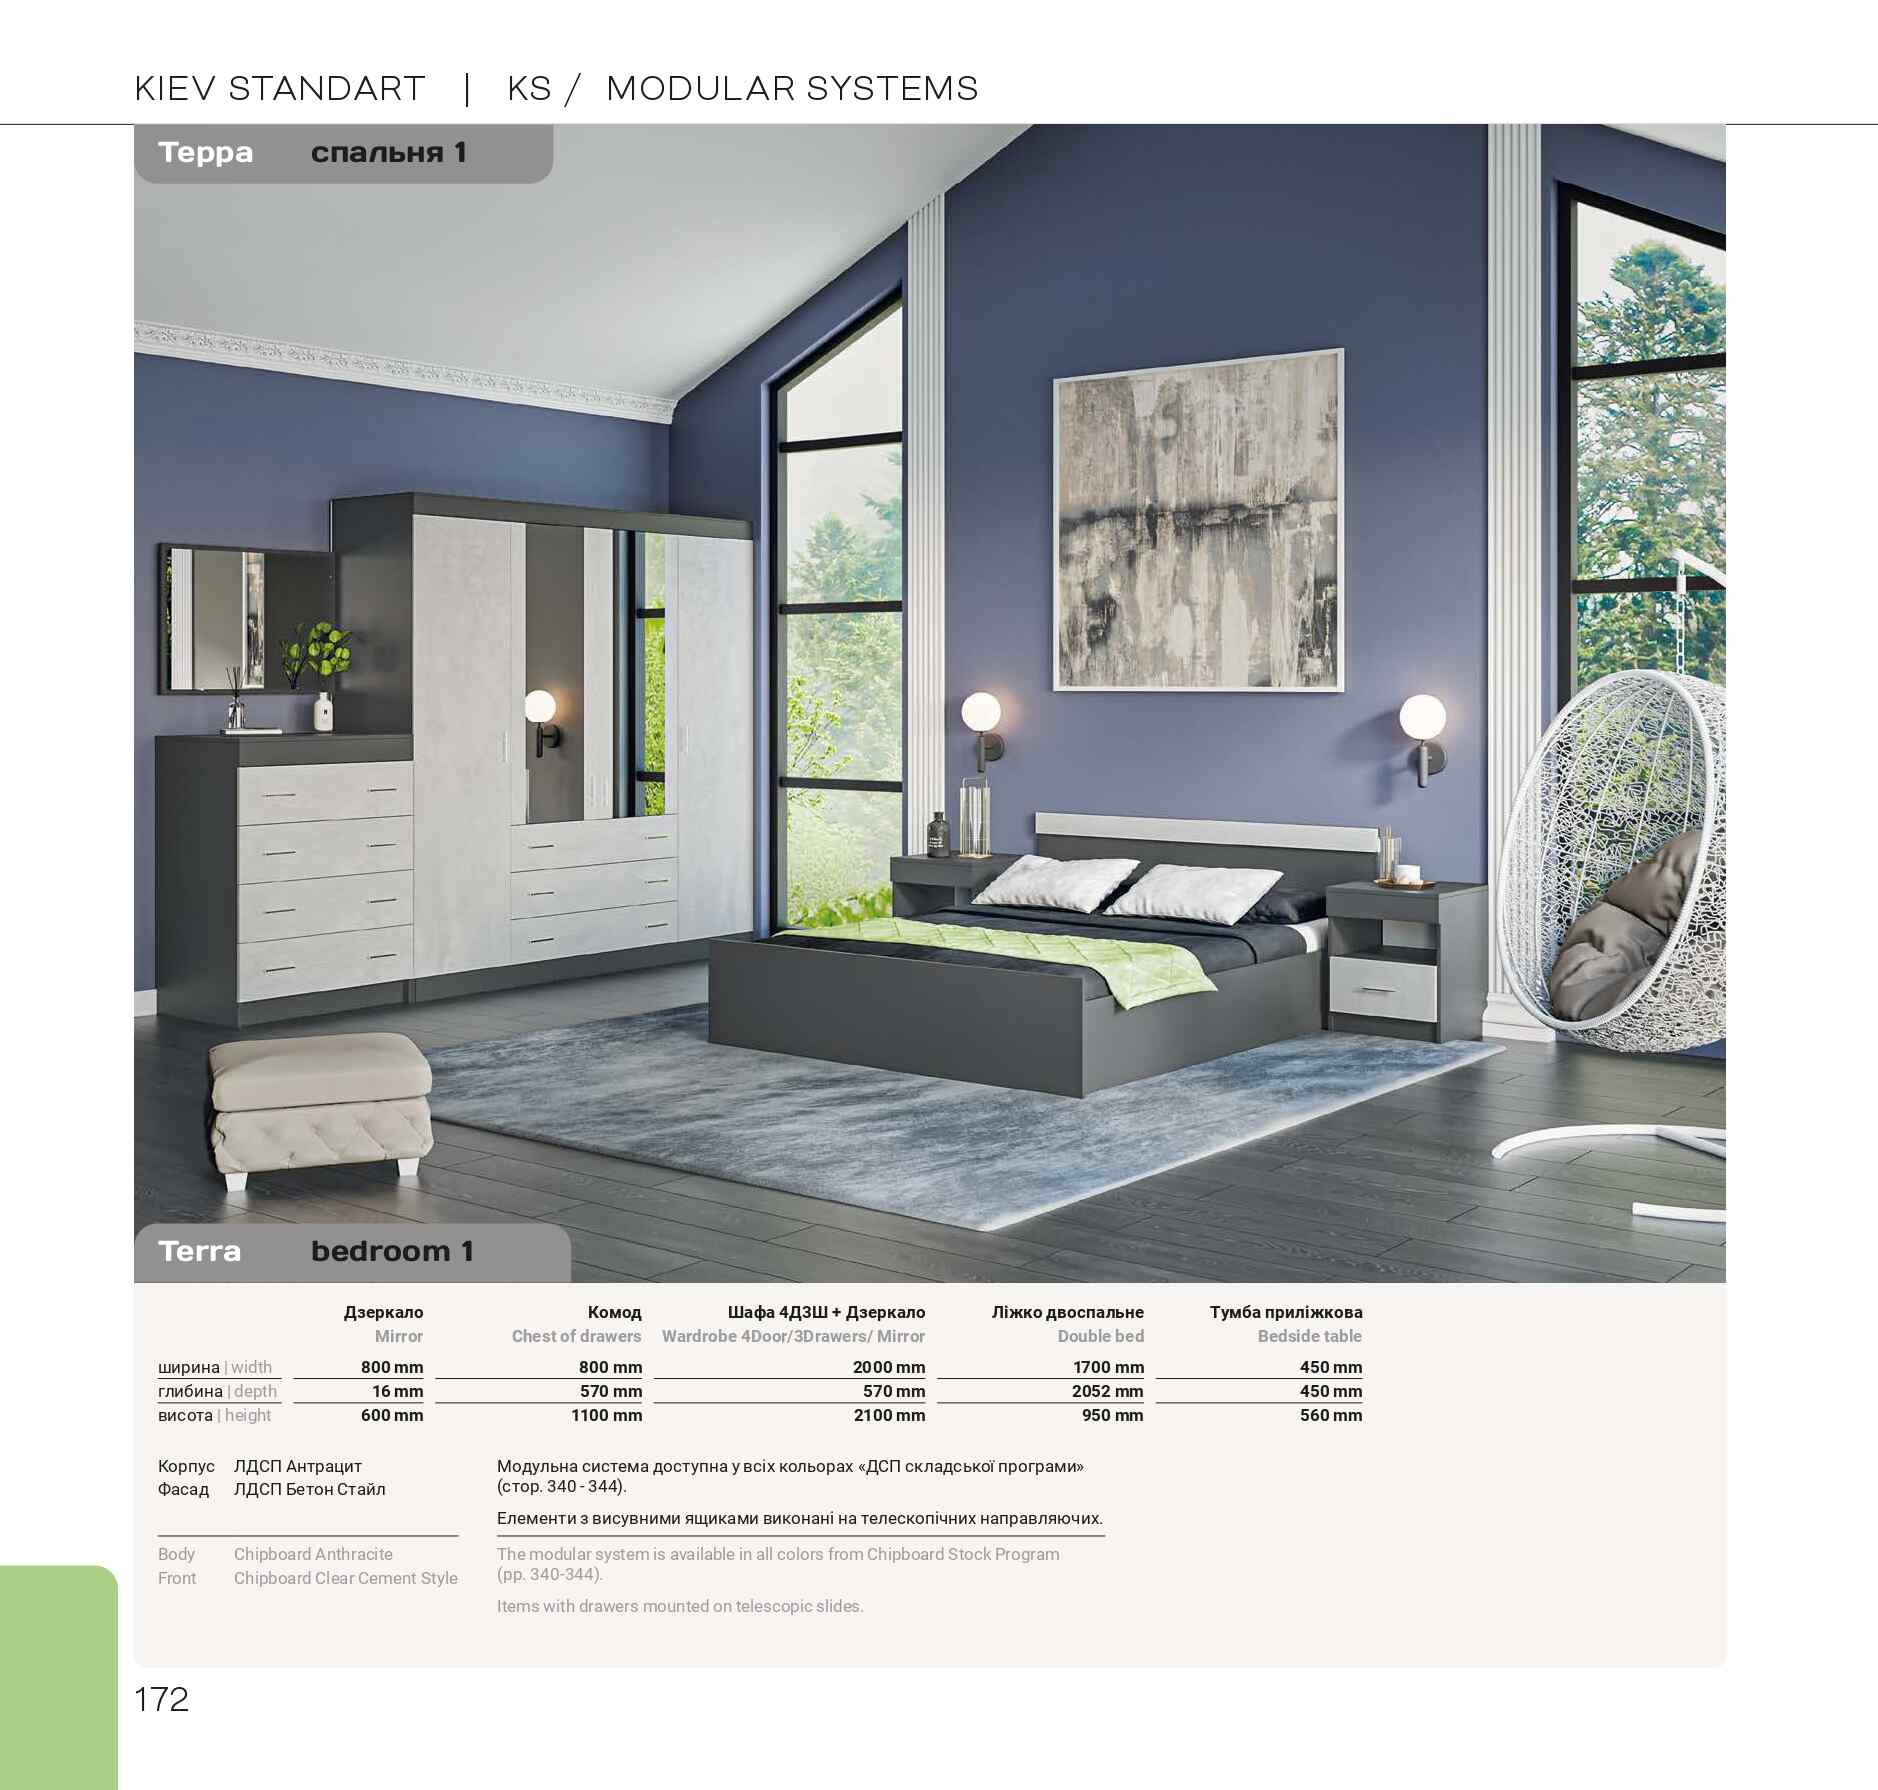 KIEV STANDART | KS / MODULAR SYSTEMS
Терра спальня 1
Terra bedroom 1
Дзеркало Комод Шафа 4Д3Ш + Дзеркало Ліжко двоспальне Тумба приліжкова
Mirror Chest of drawers Wardrobe 4Door/3Drawers/ Mirror Double bed Bedside table
ширина | width 800 mm 800 mm 2000 mm 1700 mm 450 mm
глибина | depth 16 mm 570 mm 570 mm 2052 mm 450 mm
висота | height 600 mm 1100 mm 2100 mm 950 mm 560 mm
Корпус ЛДСП Антрацит
Фасад ЛДСП Бетон Стайл
Модульна система доступна у всіх кольорах «ДСП складської програми»
(стор. 340 - 344).
Елементи з висувними ящиками виконані на телескопічних направляючих.
Body Chipboard Anthracite
Front Chipboard Clear Cement Style
The modular system is available in all colors from Chipboard Stock Program
(pp. 340-344).
Items with drawers mounted on telescopic slides.
172